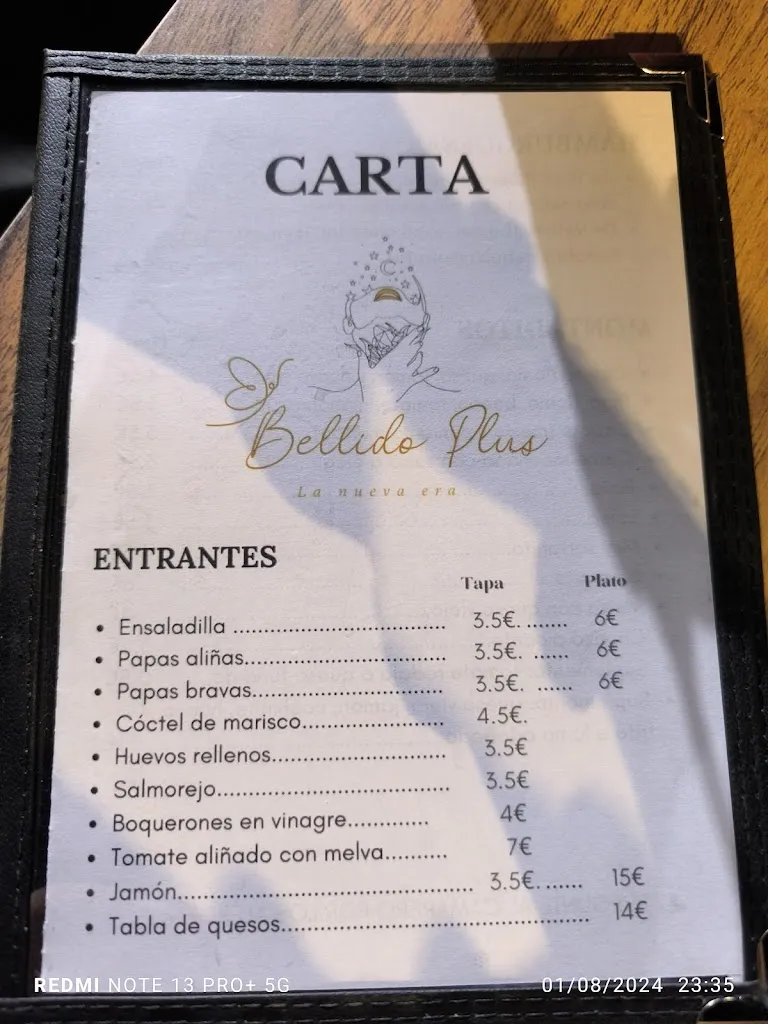 CARTA
Bellido Plus
La nueva era
ENTRANTES
Tapa Plato
• Ensaladilla ................................ 3.5€. ....... 6€
• Papas aliñas............................... 3.5€. ...... 6€
• Papas bravas............................. 3.5€. ...... 6€
• Cóctel de marisco...................... 4.5€.
• Huevos rellenos........................... 3.5€
• Salmorejo.................................... 3.5€
• Boquerones en vinagre............. 4€
• Tomate aliñado con melva.......... 7€
• Jamón.............................................. 3.5€. ...... 15€
• Tabla de quesos................................................ 14€
REDMI NOTE 13 PRO+ 5G 01/08/2024 23:35